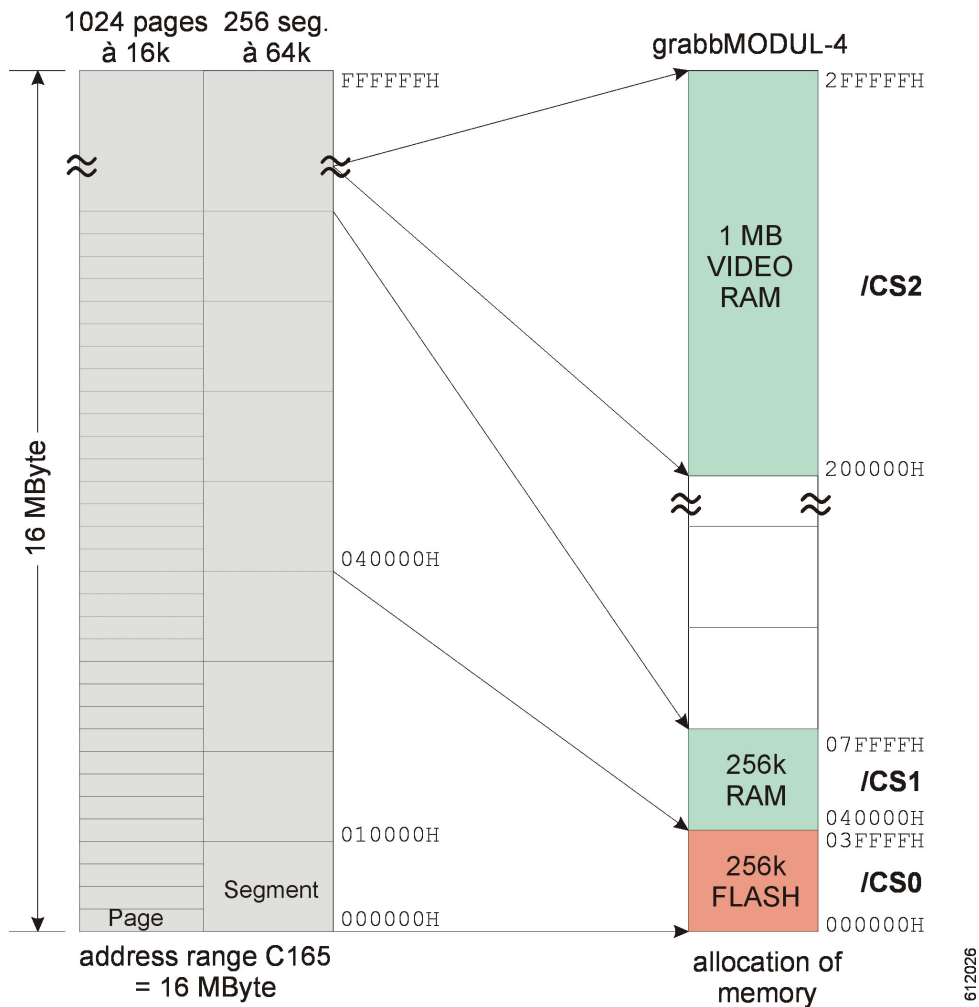 1024 pages
à 16k
256 seg.
à 64k
grabbMODUL-4
FFFFFFH
2FFFFFH
1 MB
VIDEO
RAM
/CS2
16 MByte
200000H
040000H
07FFFFH
256k
RAM
/CS1
040000H
010000H
03FFFFH
256k
FLASH
/CS0
Segment
Page
000000H
000000H
address range C165
= 16 MByte
allocation of
memory
612026